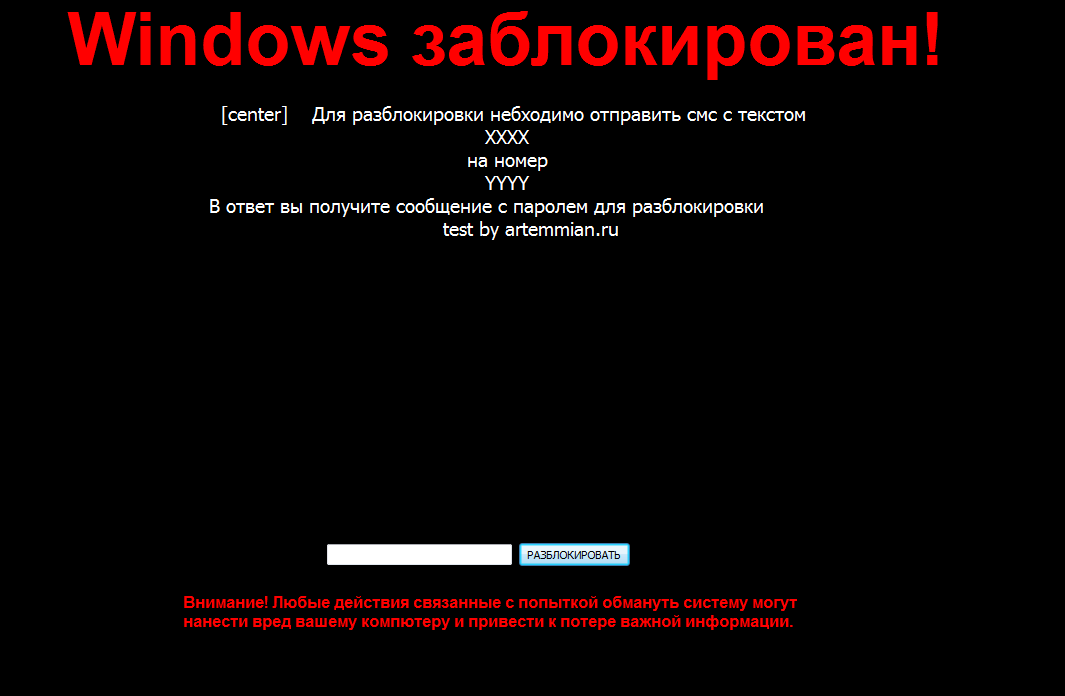 Windows заблокирован!
[center] Для разблокировки небходимо отправить смс с текстом
XXXX
на номер
YYYY
В ответ вы получите сообщение с паролем для разблокировки
test by artemmian.ru
РАЗБЛОКИРОВАТЬ
Внимание! Любые действия связанные с попыткой обмануть систему могут
нанести вред вашему компютеру и привести к потере важной информации.